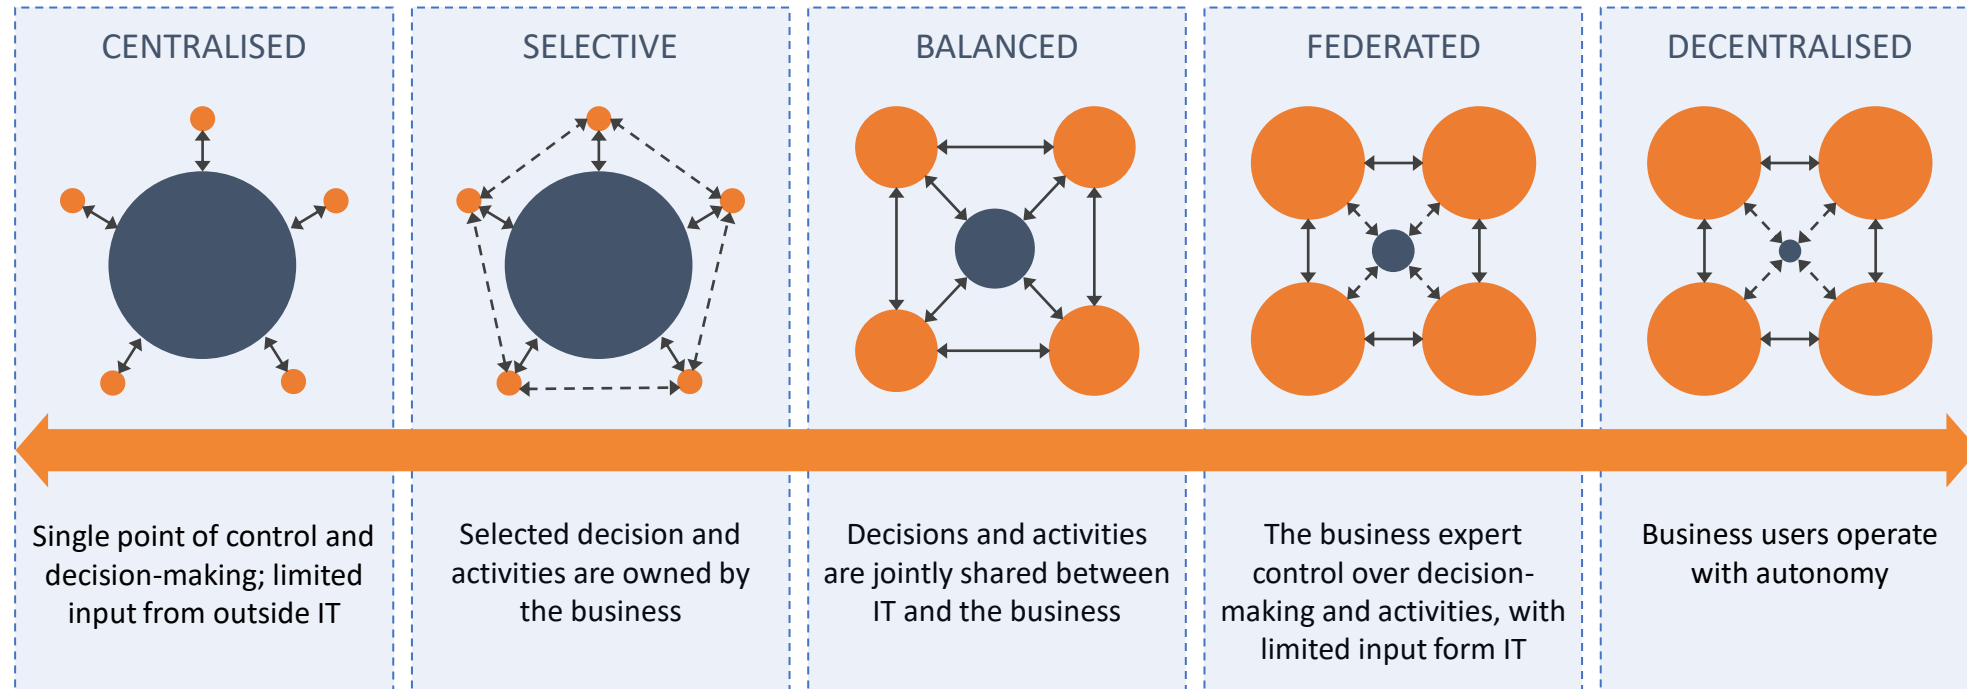 CENTRALISED
SELECTIVE
BALANCED
FEDERATED
DECENTRALISED
Single point of control and
decision-making; limited
input from outside IT
Selected decision and
activities are owned by
the business
Decisions and activities
are jointly shared between
IT and the business
The business expert
control over decision-
making and activities, with
limited input form IT
Business users operate
with autonomy